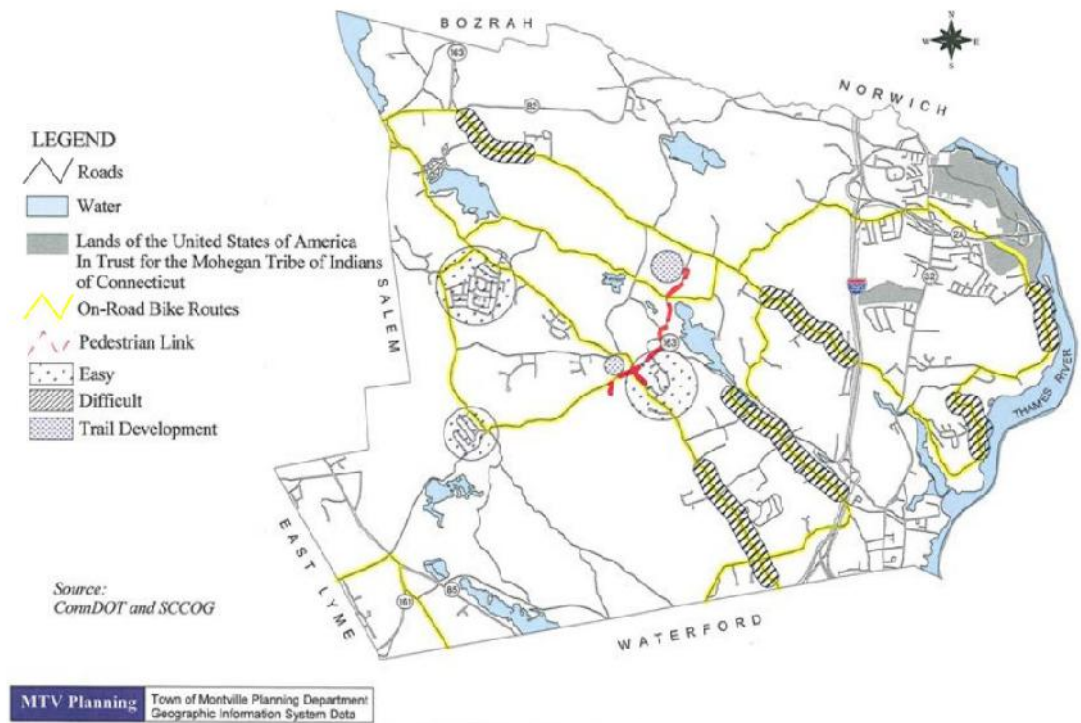 BOZRAH
N
W E
S
NORWICH
163
85
LEGEND
Roads
Water
Lands of the United States of America
In Trust for the Mohegan Tribe of Indians
of Connecticut
On-Road Bike Routes
Pedestrian Link
Easy
Difficult
Trail Development
SALEM
2A
32
163
THAMES RIVER
EAST LYME
161
85
WATERFORD
Source:
ConnDOT and SCCOG
MTV Planning
Town of Montville Planning Department
Geographic Information System Data